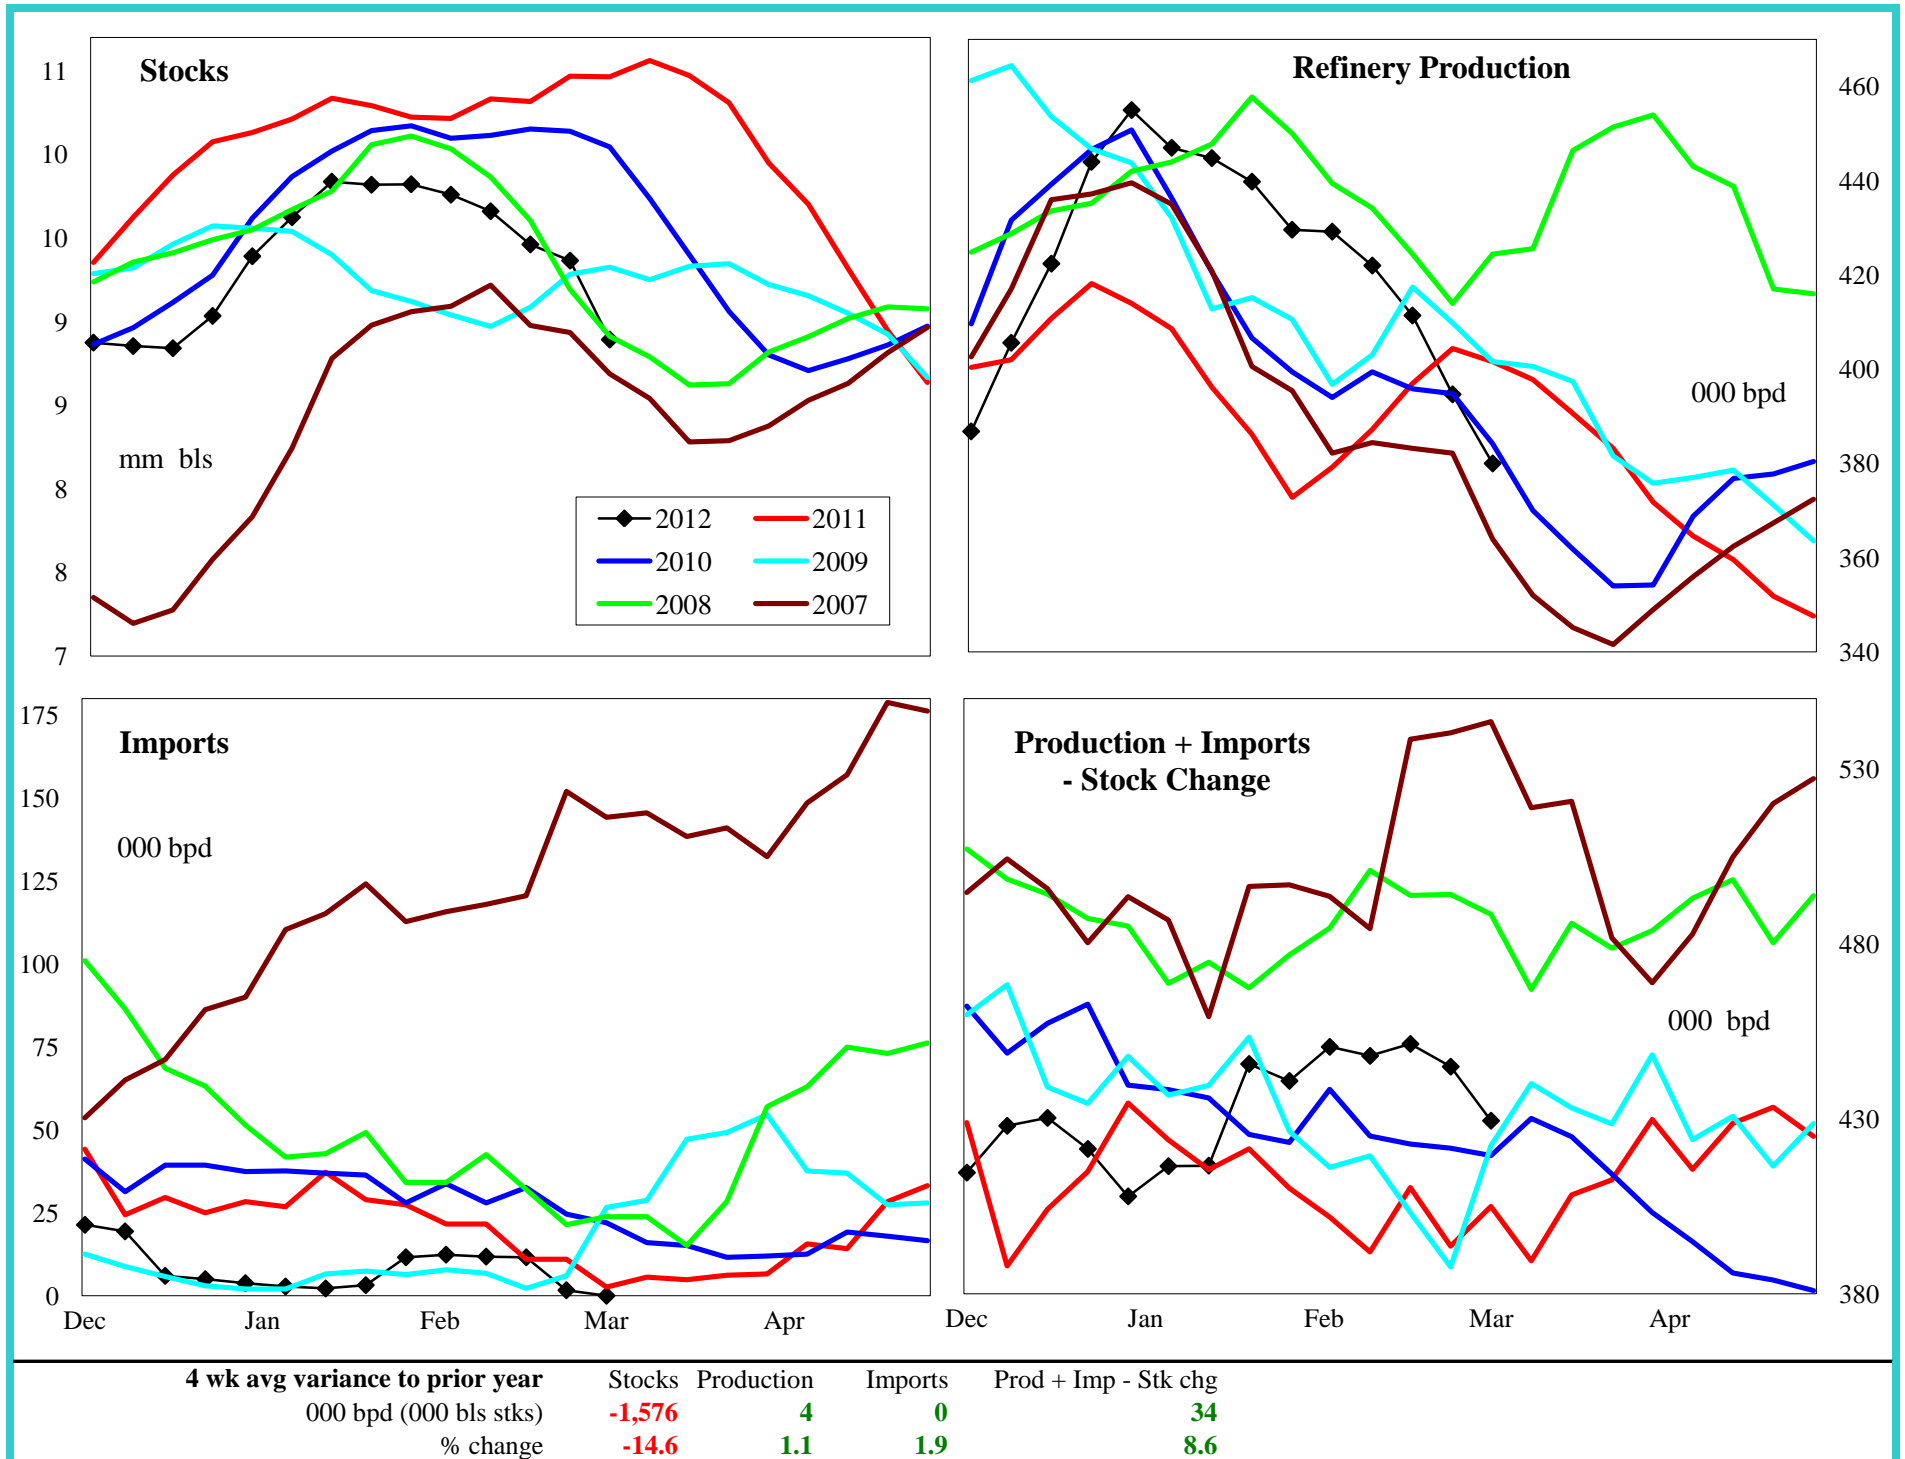 Stocks
11
10
10
9
9
8
8
7
mm bls
2012
2011
2010
2009
2008
2007
Refinery Production
460
440
420
400
380
360
340
000 bpd
Imports
175
150
125
100
75
50
25
0
000 bpd
Dec Jan Feb Mar Apr
Production + Imports
- Stock Change
530
480
430
380
000 bpd
Dec Jan Feb Mar Apr
4 wk avg variance to prior year Stocks Production Imports Prod + Imp - Stk chg
000 bpd (000 bls stks) -1,576 4 0 34
% change -14.6 1.1 1.9 8.6